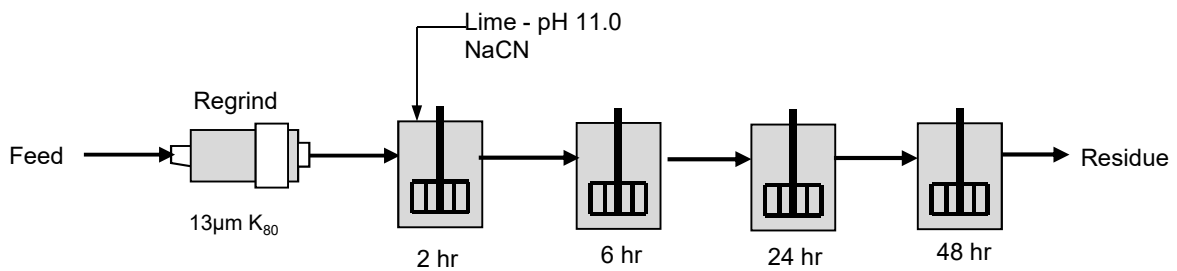 Lime - pH 11.0
NaCN
Regrind
Feed
Residue
13µm K₈₀
2 hr
6 hr
24 hr
48 hr